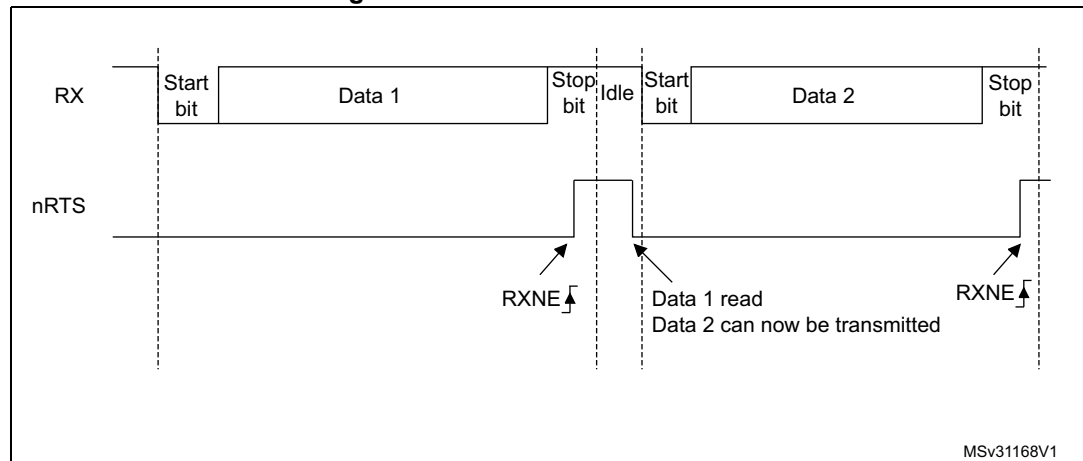 Start
bit
Data 1
Stop
bit
Idle
Start
bit
Data 2
Stop
bit
RX
nRTS
RXNE
Data 1 read
Data 2 can now be transmitted
RXNE
MSv31168V1